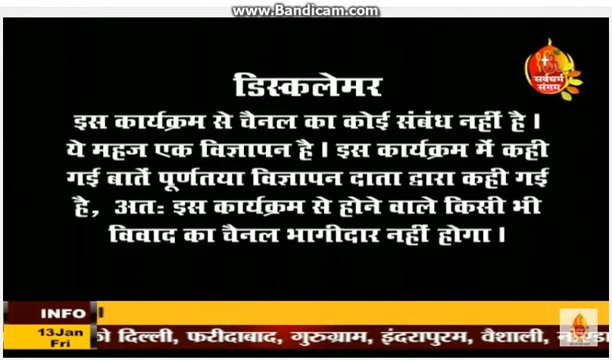 www.Bandicam.com
सर्वधर्म
संगम्
डिस्कलेमर
इस कार्यक्रम से चैनल का कोई संबंध नहीं है।
ये महज एक विज्ञापन है। इस कार्यक्रम में कही
गई बातें पूर्णतया विज्ञापन दाता द्वारा कही गई
है, अतः इस कार्यक्रम से होने वाले किसी भी
विवाद का चैनल भागीदार नहीं होगा।
INFO
13Jan
Fri
को दिल्ली, फरीदाबाद, गुरुग्राम, इंदरापुरम, वैशाली,